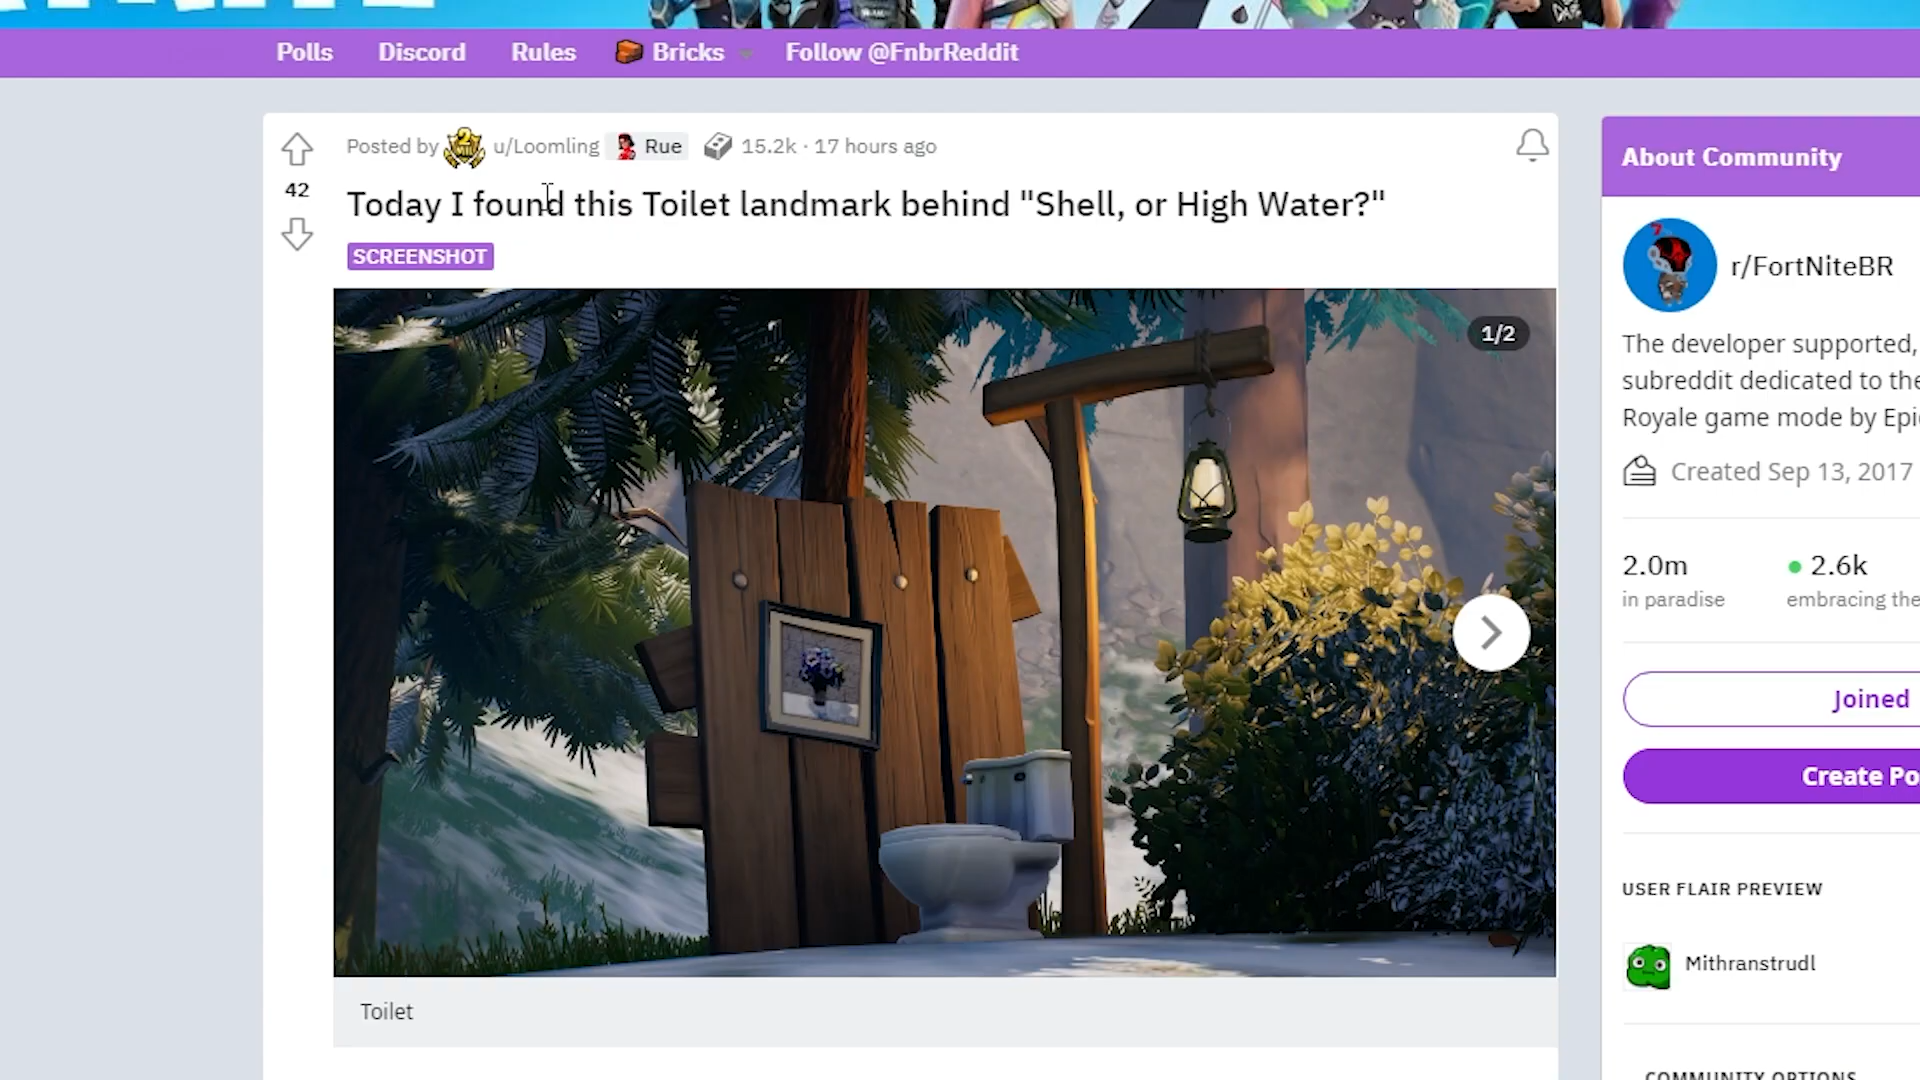 Polls Discord Rules Bricks Follow @FnbrReddit
Posted by u/Loomling Rue 15.2k · 17 hours ago
42
Today I found this Toilet landmark behind "Shell, or High Water?"
SCREENSHOT
1/2
Toilet
About Community
r/FortNiteBR
The developer supported,
subreddit dedicated to the
Royale game mode by Epi
Created Sep 13, 2017
2.0m 2.6k
in paradise embracing the
Joined
Create Po
USER FLAIR PREVIEW
Mithranstrudl
COMMUNITY OPTIONS